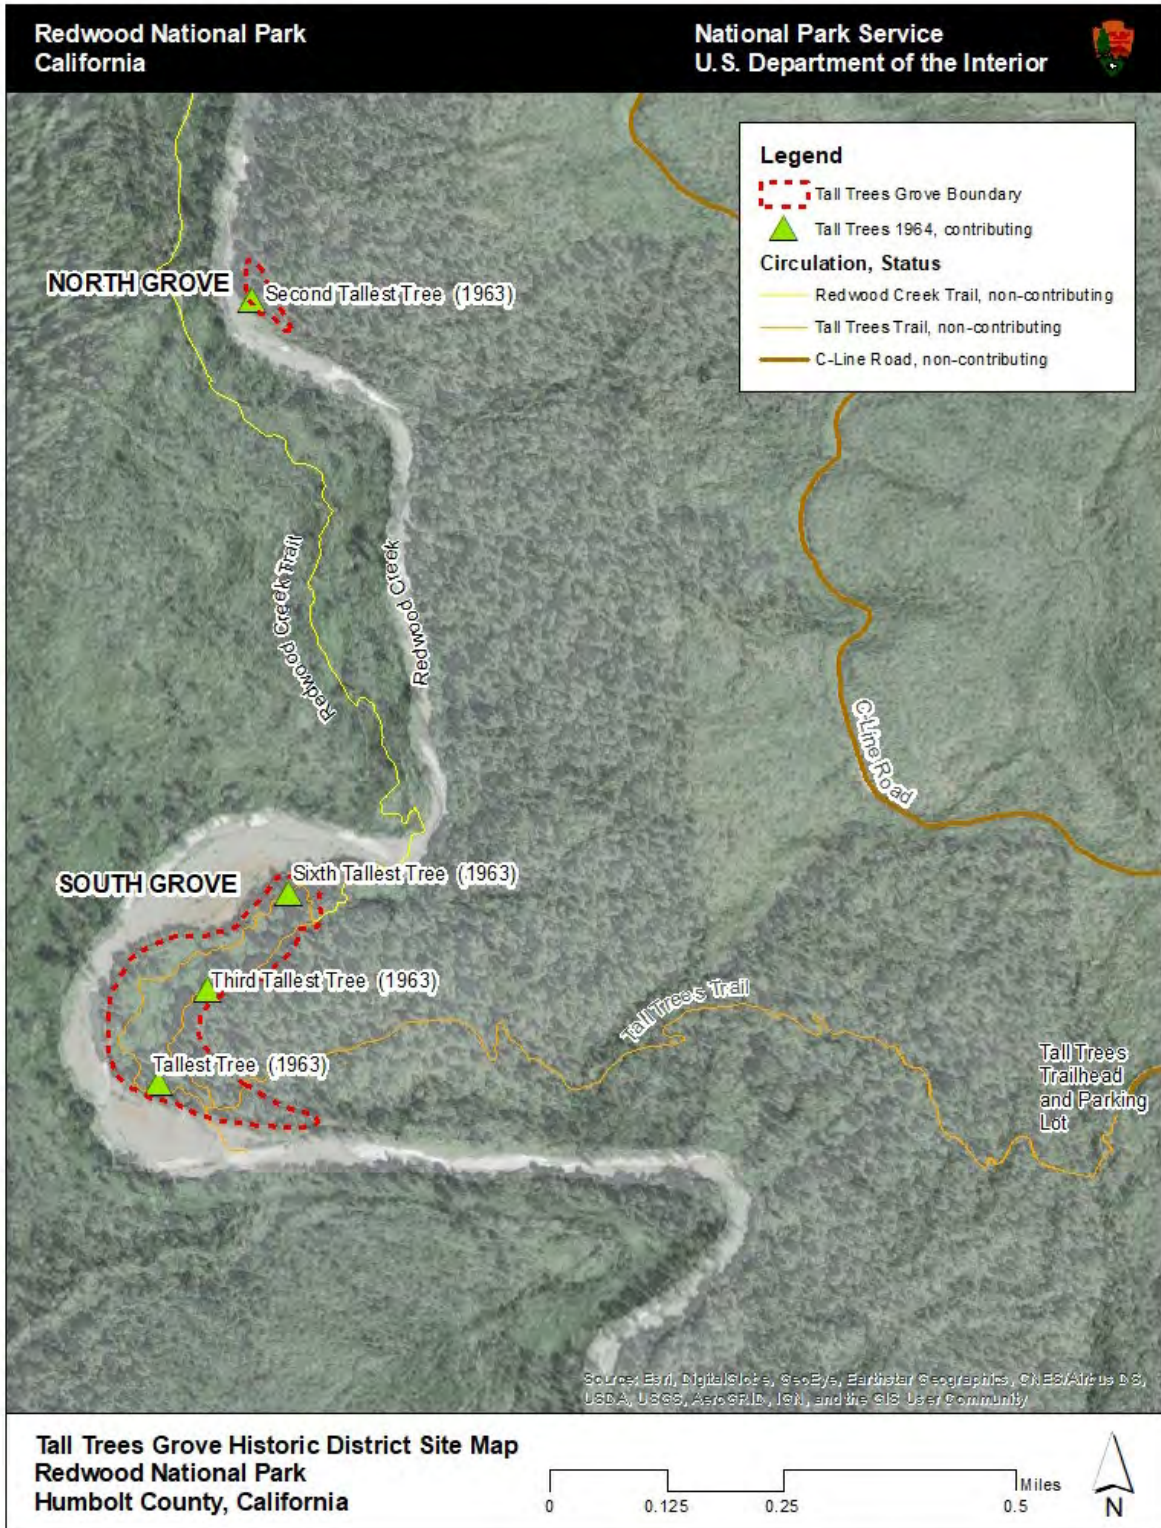 Redwood National Park
California
National Park Service
U.S. Department of the Interior
Legend
Tall Trees Grove Boundary
Tall Trees 1964, contributing
Circulation, Status
Redwood Creek Trail, non-contributing
Tall Trees Trail, non-contributing
C-Line Road, non-contributing
NORTH GROVE
Second Tallest Tree (1963)
Redwood Creek Trail
Redwood Creek
C-Line Road
SOUTH GROVE
Sixth Tallest Tree (1963)
Third Tallest Tree (1963)
Tall Trees Trail
Tallest Tree (1963)
Tall Trees
Trailhead
and Parking
Lot
Source: Esri, DigitalGlobe, GeoEye, Earthstar Geographics, CNES/Airbus DS,
USDA, USGS, AeroGRID, IGN, and the GIS User Community
Tall Trees Grove Historic District Site Map
Redwood National Park
Humbolt County, California
Miles
0 0.125 0.25 0.5
N